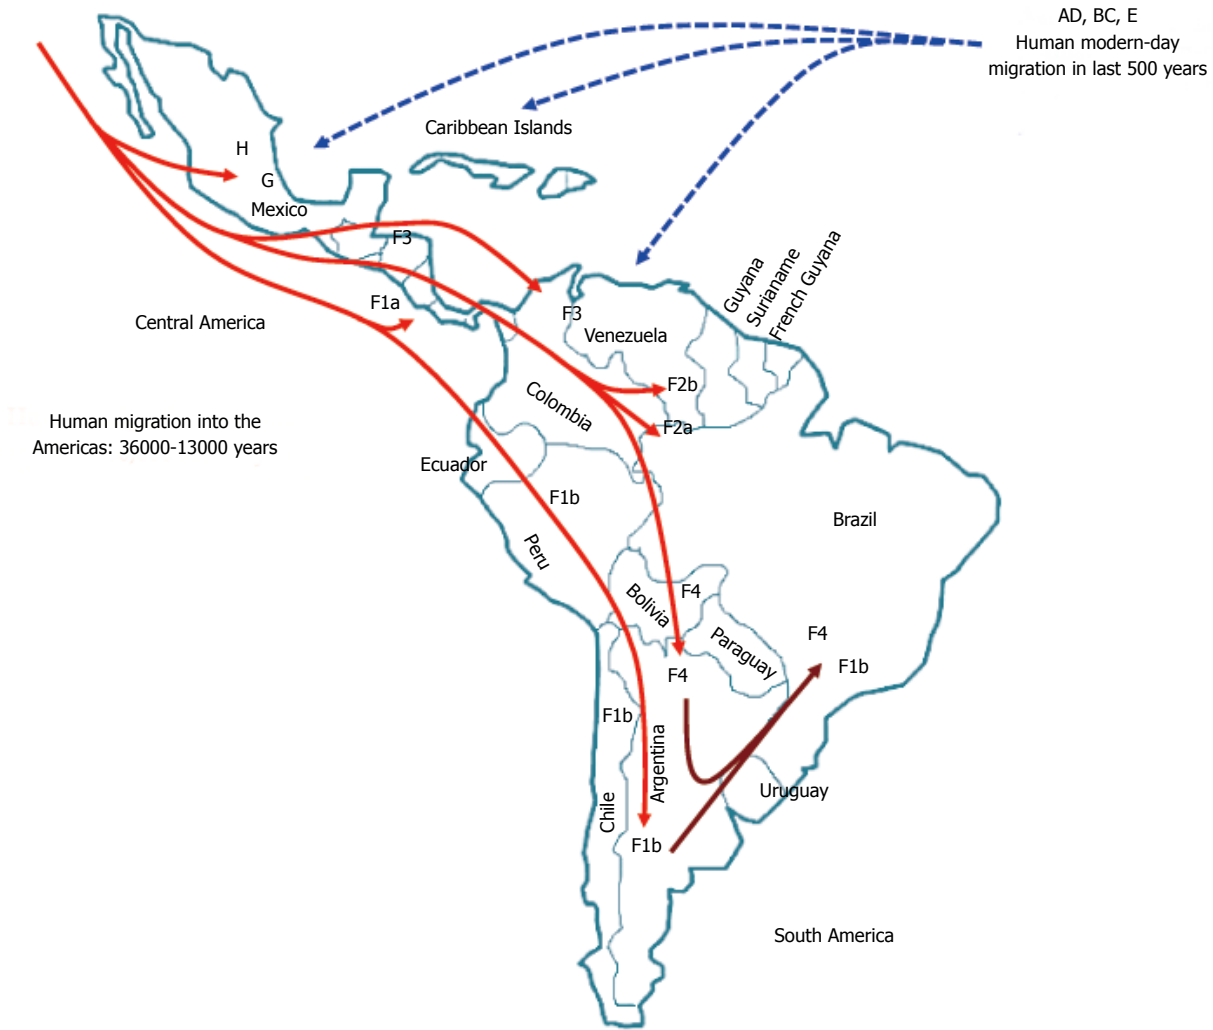 AD, BC, E
Human modern-day
migration in last 500 years
Caribbean Islands
H
G
Mexico
F3
F1a
Central America
F3
Venezuela
Guyana
Surianame
French Guyana
F2b
Colombia
F2a
Human migration into the
Americas: 36000-13000 years
Ecuador
F1b
Brazil
Peru
Bolivia
F4
Paraguay
F4
F1b
F4
F1b
Argentina
Chile
Uruguay
F1b
South America